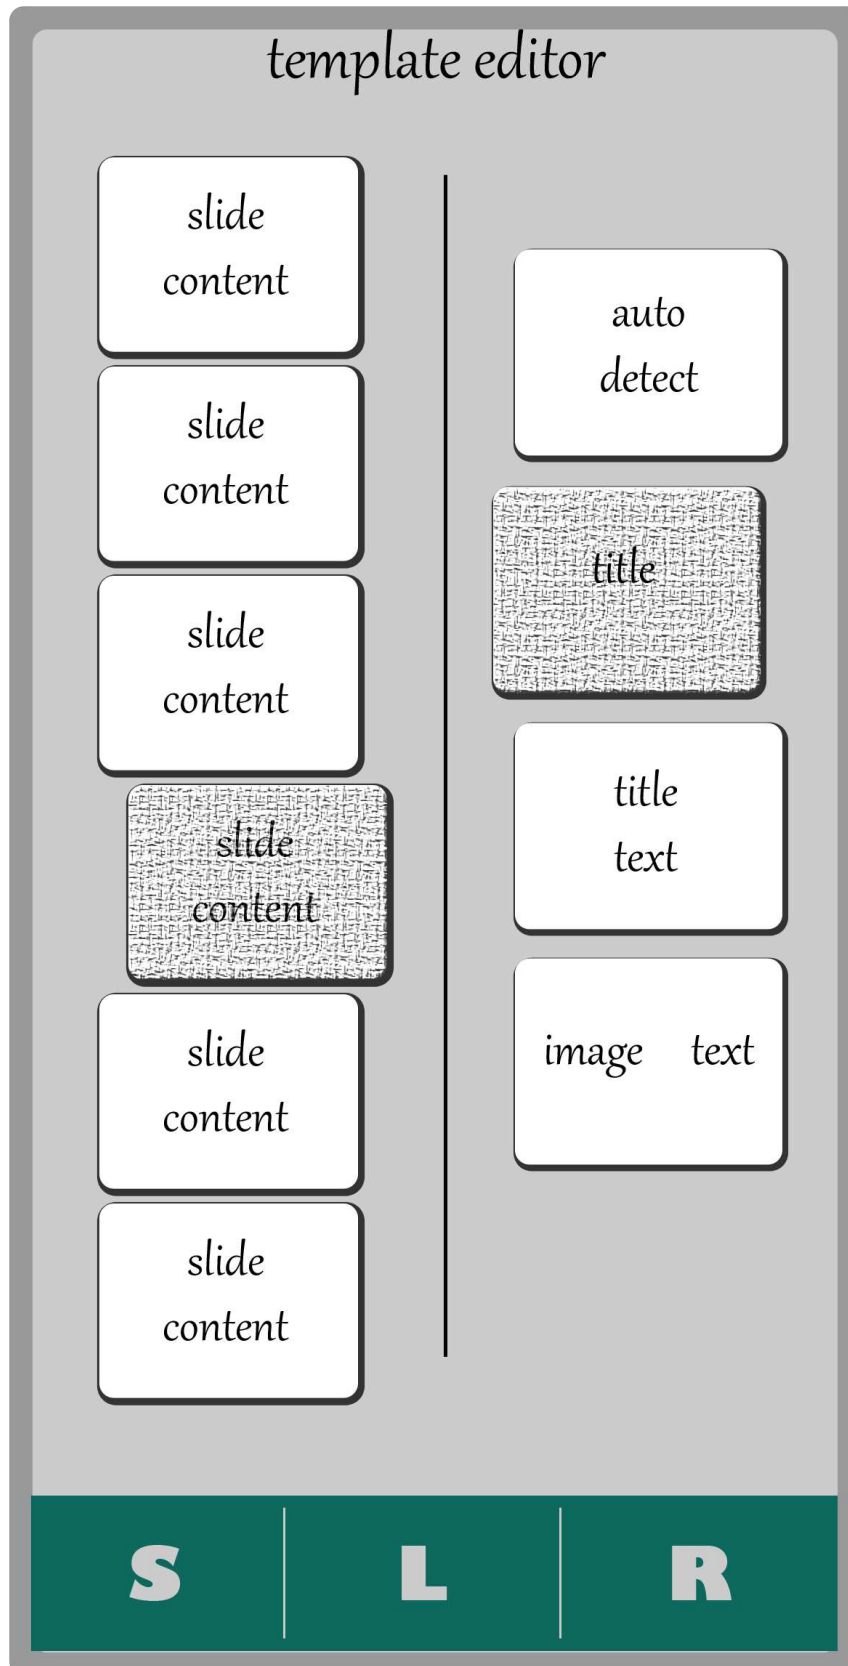 template editor
slide
content
slide
content
slide
content
slide
content
slide
content
slide
content
auto
detect
title
title
text
image text
S L R